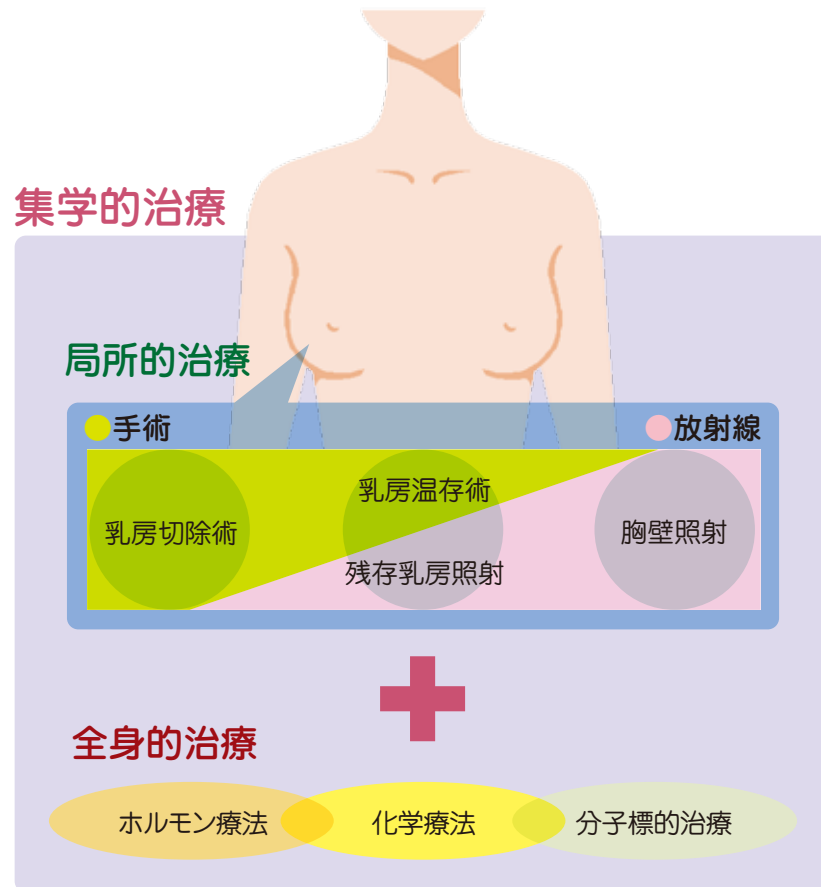 集学的治療
局所的治療
手術
放射線
乳房切除術
乳房温存術
残存乳房照射
胸壁照射
全身的治療
ホルモン療法
化学療法
分子標的治療